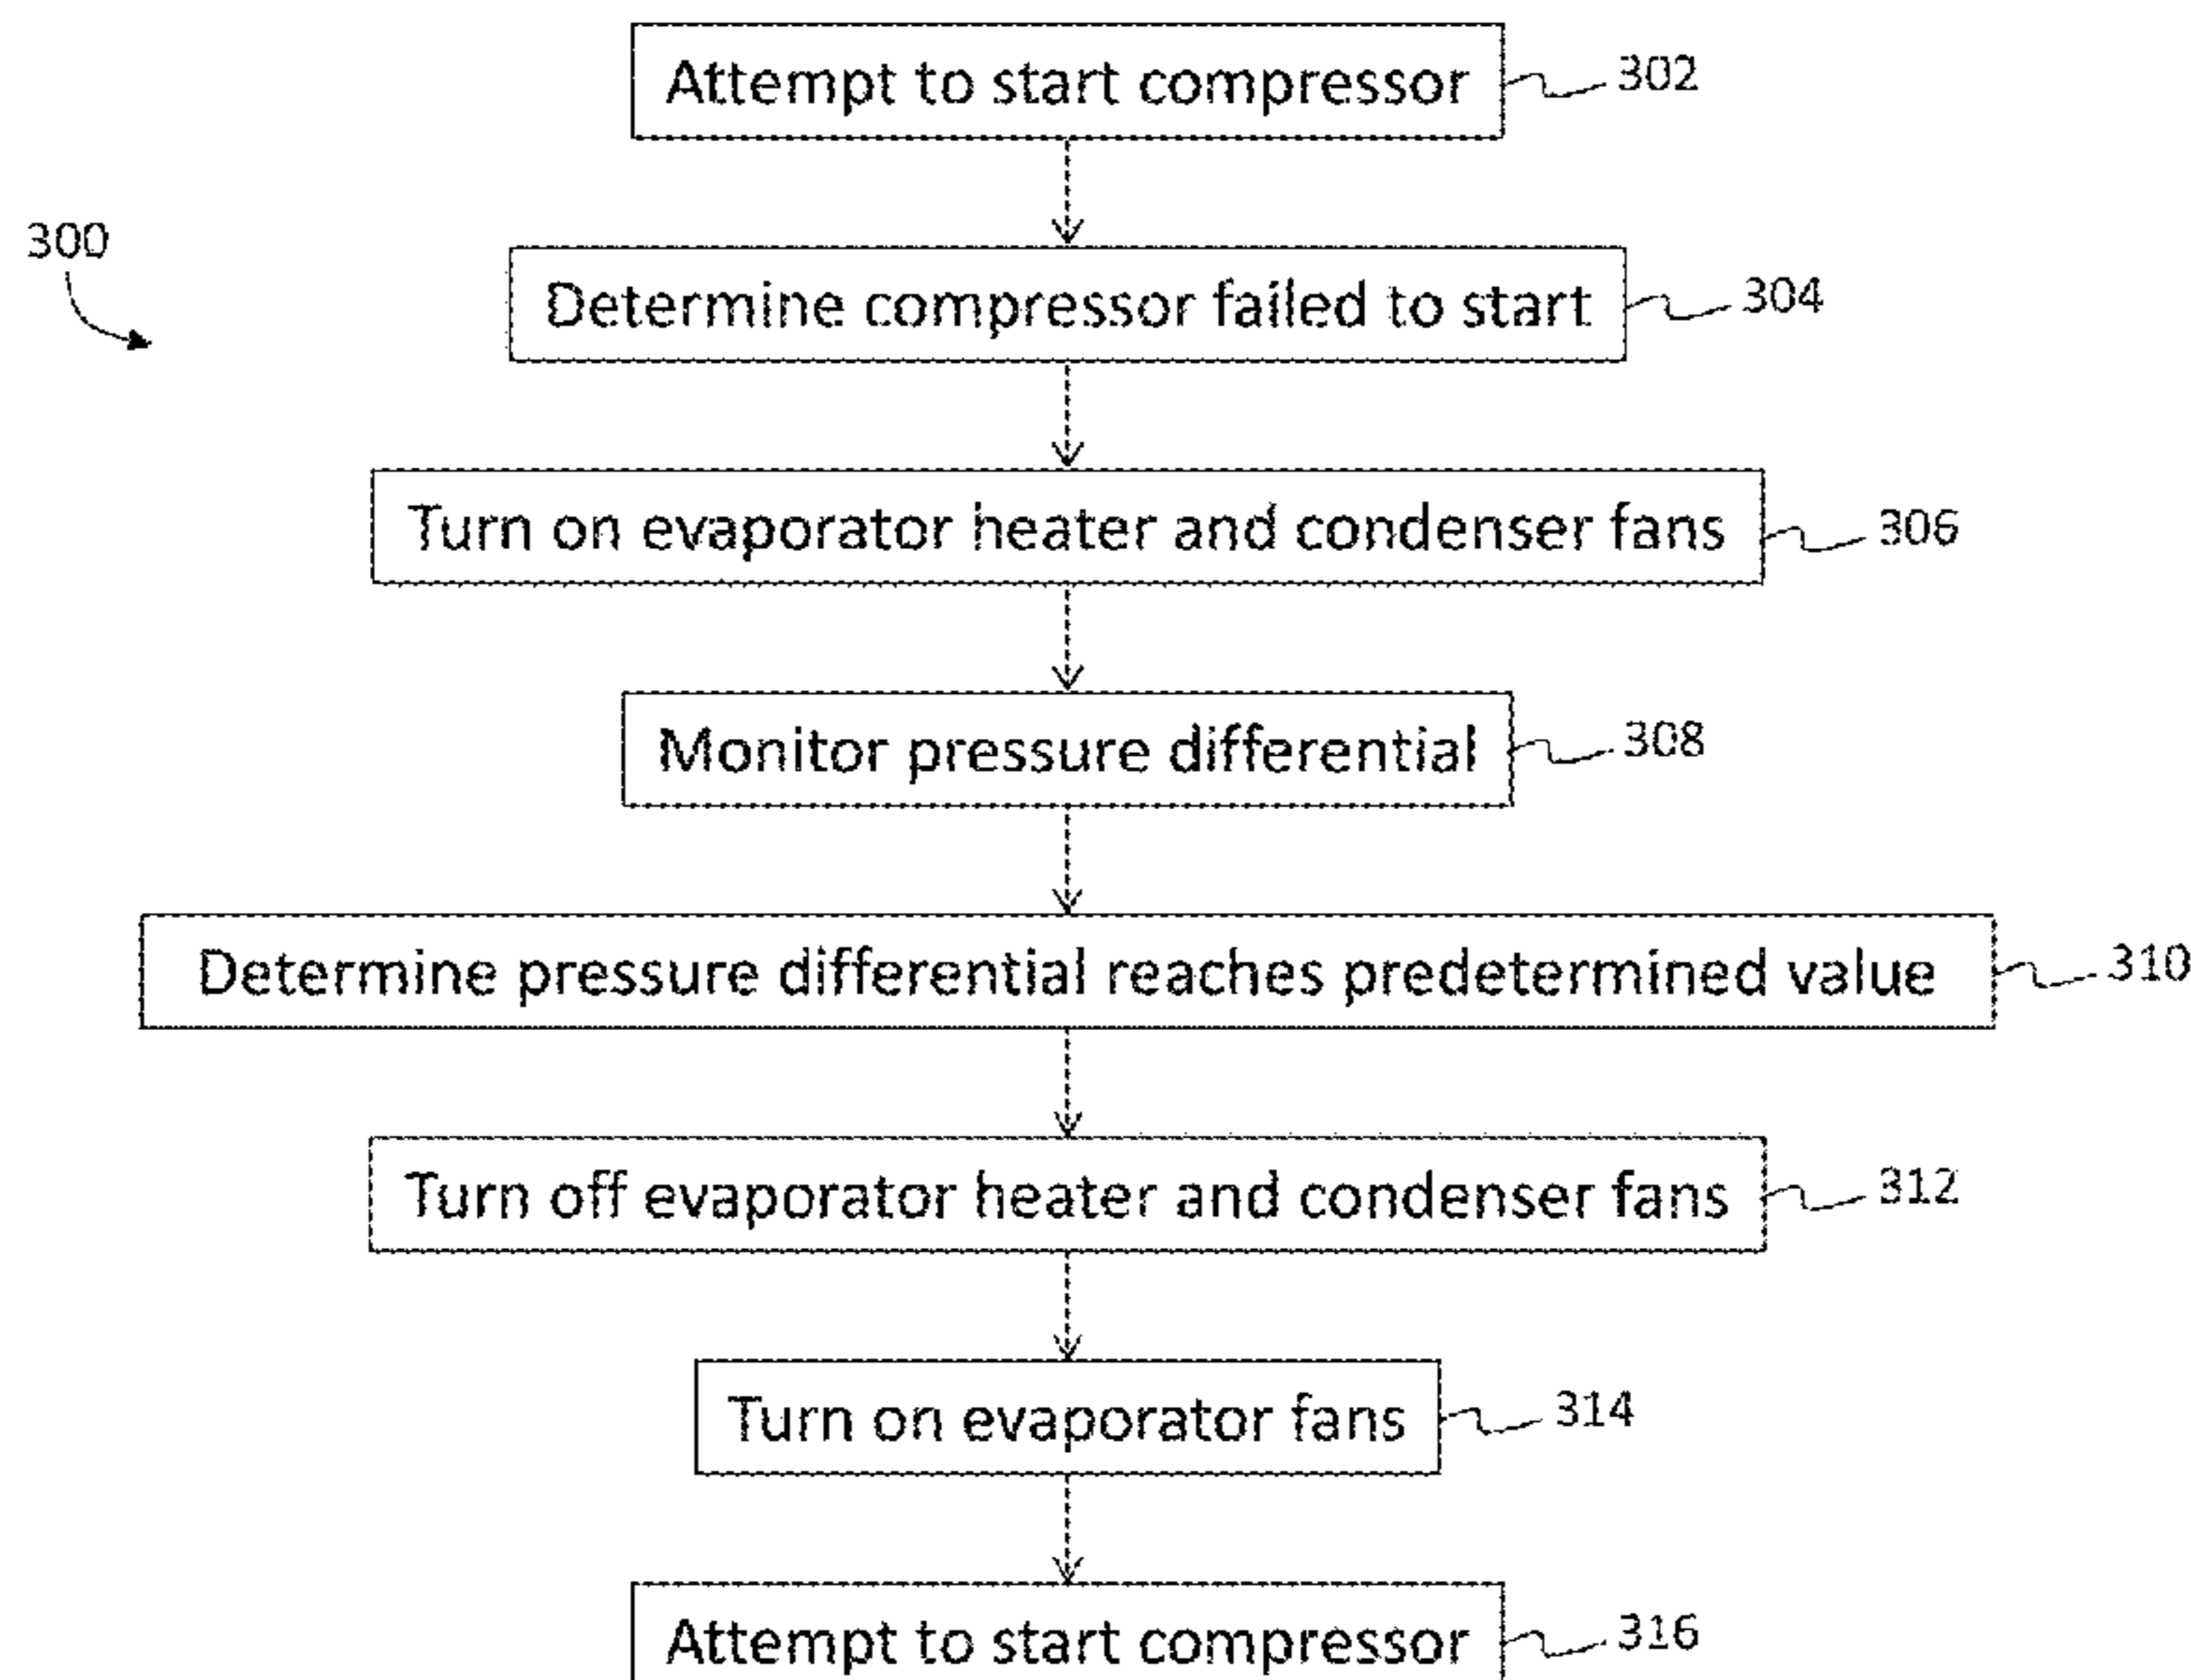 Attempt to start compressor
302
300
Determine compressor failed to start
304
Turn on evaporator heater and condenser fans
306
Monitor pressure differential
308
Determine pressure differential reaches predetermined value
310
Turn off evaporator heater and condenser fans
312
Turn on evaporator fans
314
Attempt to start compressor
316